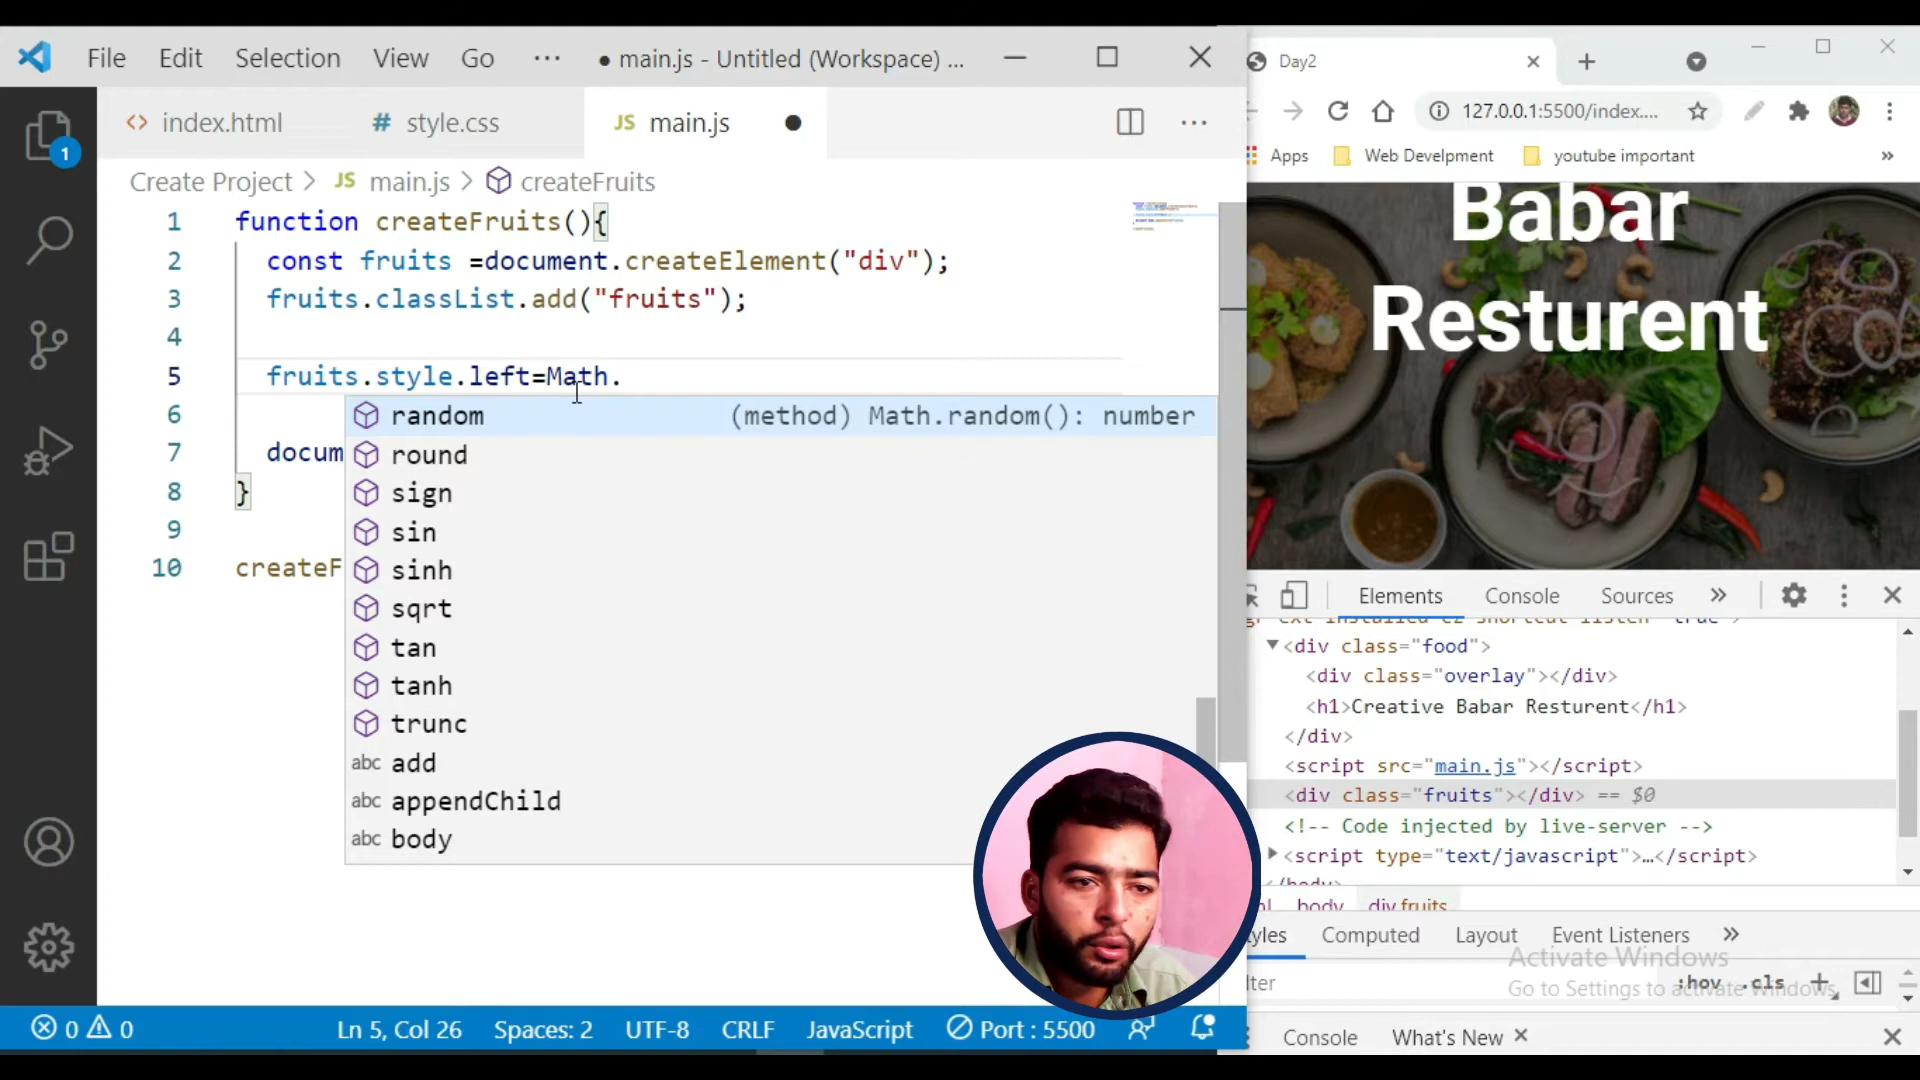 File Edit Selection View Go ··· ● main.js - Untitled (Workspace) ...
index.html style.css JS main.js
Create Project > JS main.js > createFruits
1 function createFruits(){
2 const fruits =document.createElement("div");
3 fruits.classList.add("fruits");
4
5 fruits.style.left=Math.
6
7 docum
8 }
9
10 createF
random (method) Math.random(): number
round
sign
sin
sinh
sqrt
tan
tanh
trunc
abc add
abc appendChild
abc body
1
0 0 Ln 5, Col 26 Spaces: 2 UTF-8 CRLF JavaScript Port : 5500
Day2
127.0.0.1:5500/index....
Apps Web Develpment youtube important »
Babar
Resturent
Elements Console Sources »
<div class="food">
<div class="overlay"></div>
<h1>Creative Babar Resturent</h1>
</div>
<script src="main.js"></script>
<div class="fruits"></div> == $0
<!-- Code injected by live-server -->
<script type="text/javascript">…</script>
body div.fruits
Computed Layout Event Listeners »
:hov .cls
Activate Windows
Go to Settings to activate Windows.
Console What's New